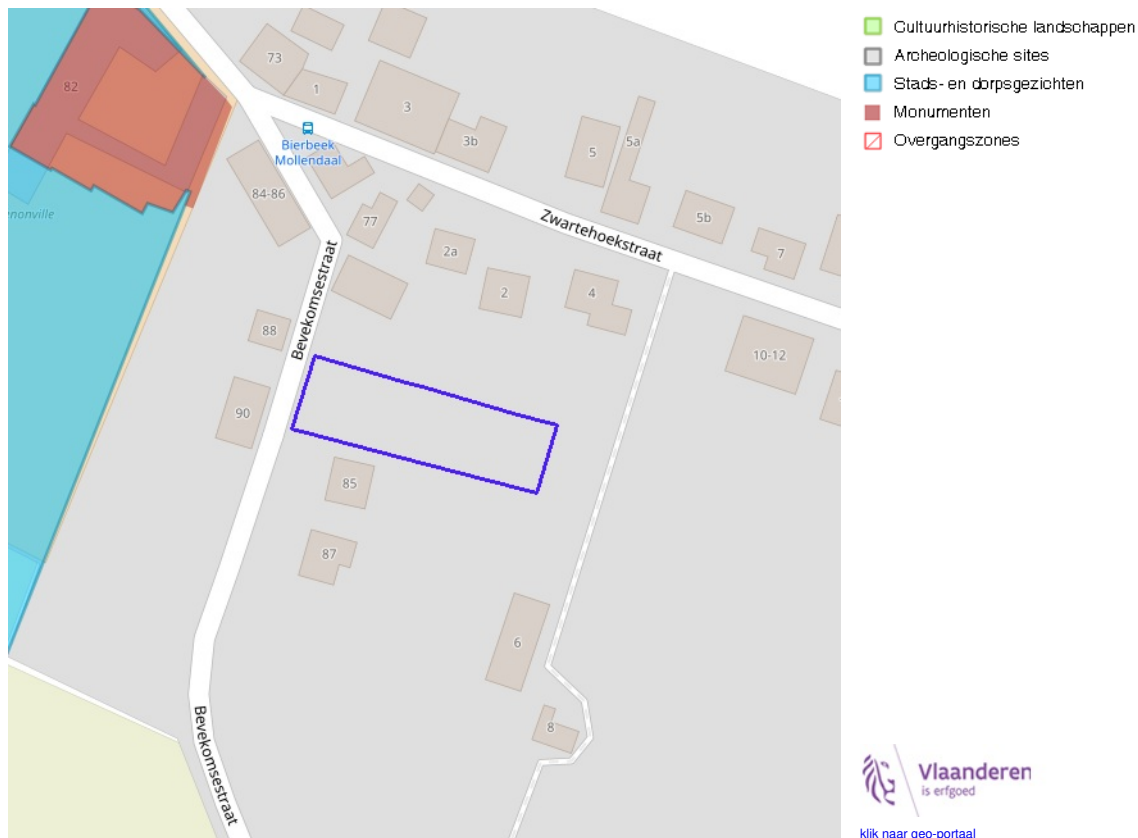 82
73
1
3
3b
5
5a
5b
7
Bierbeek
Mollendaal
84-86
77
2a
2
4
Zwartehoekstraat
10-12
enonville
88
Bevekomsestraat
90
85
87
6
8
Bevekomsestraat
Cultuurhistorische landschappen
Archeologische sites
Stads- en dorpsgezichten
Monumenten
Overgangszones
Vlaanderen
is erfgoed
klik naar geo-portaal